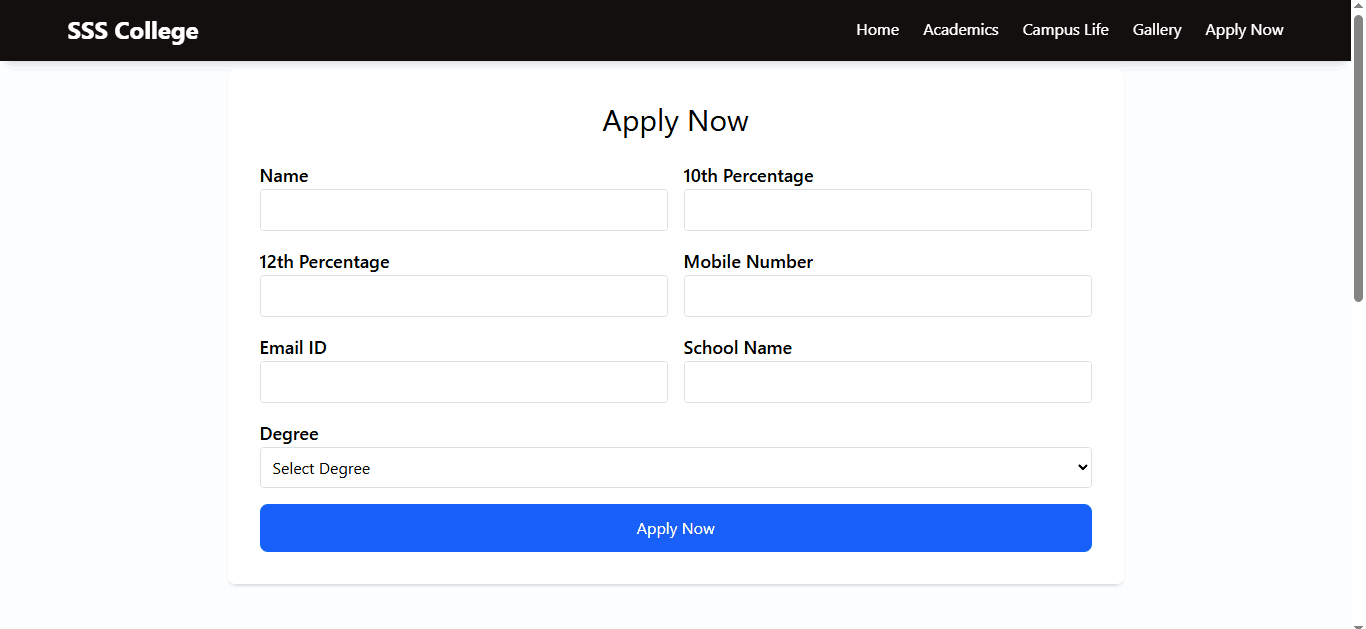 SSS College
Home Academics Campus Life Gallery Apply Now
Apply Now
Name 10th Percentage
12th Percentage Mobile Number
Email ID School Name
Degree
Select Degree
Apply Now